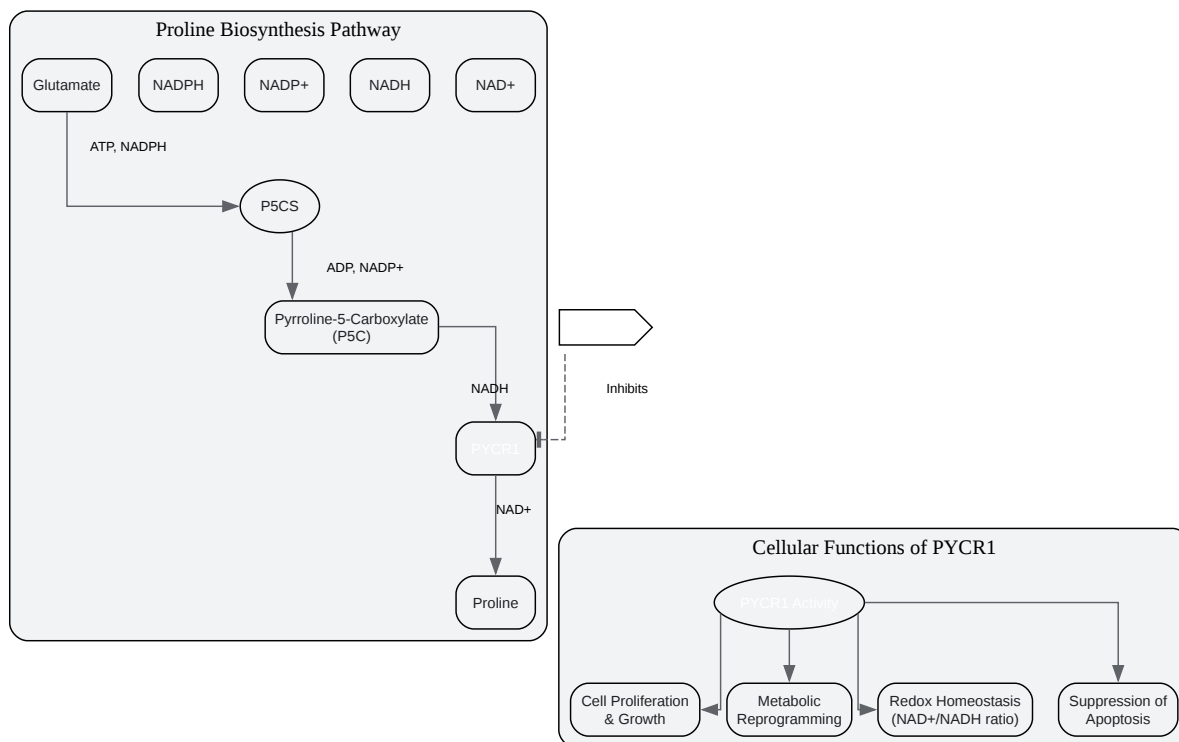 Proline Biosynthesis Pathway
Glutamate
NADPH
NADP+
NADH
NAD+
ATP, NADPH
P5CS
ADP, NADP+
Pyrroline-5-Carboxylate
(P5C)
NADH
Inhibits
PYCR1
NAD+
Proline
Cellular Functions of PYCR1
PYCR1 Activity
Cell Proliferation
& Growth
Metabolic
Reprogramming
Redox Homeostasis
(NAD+/NADH ratio)
Suppression of
Apoptosis